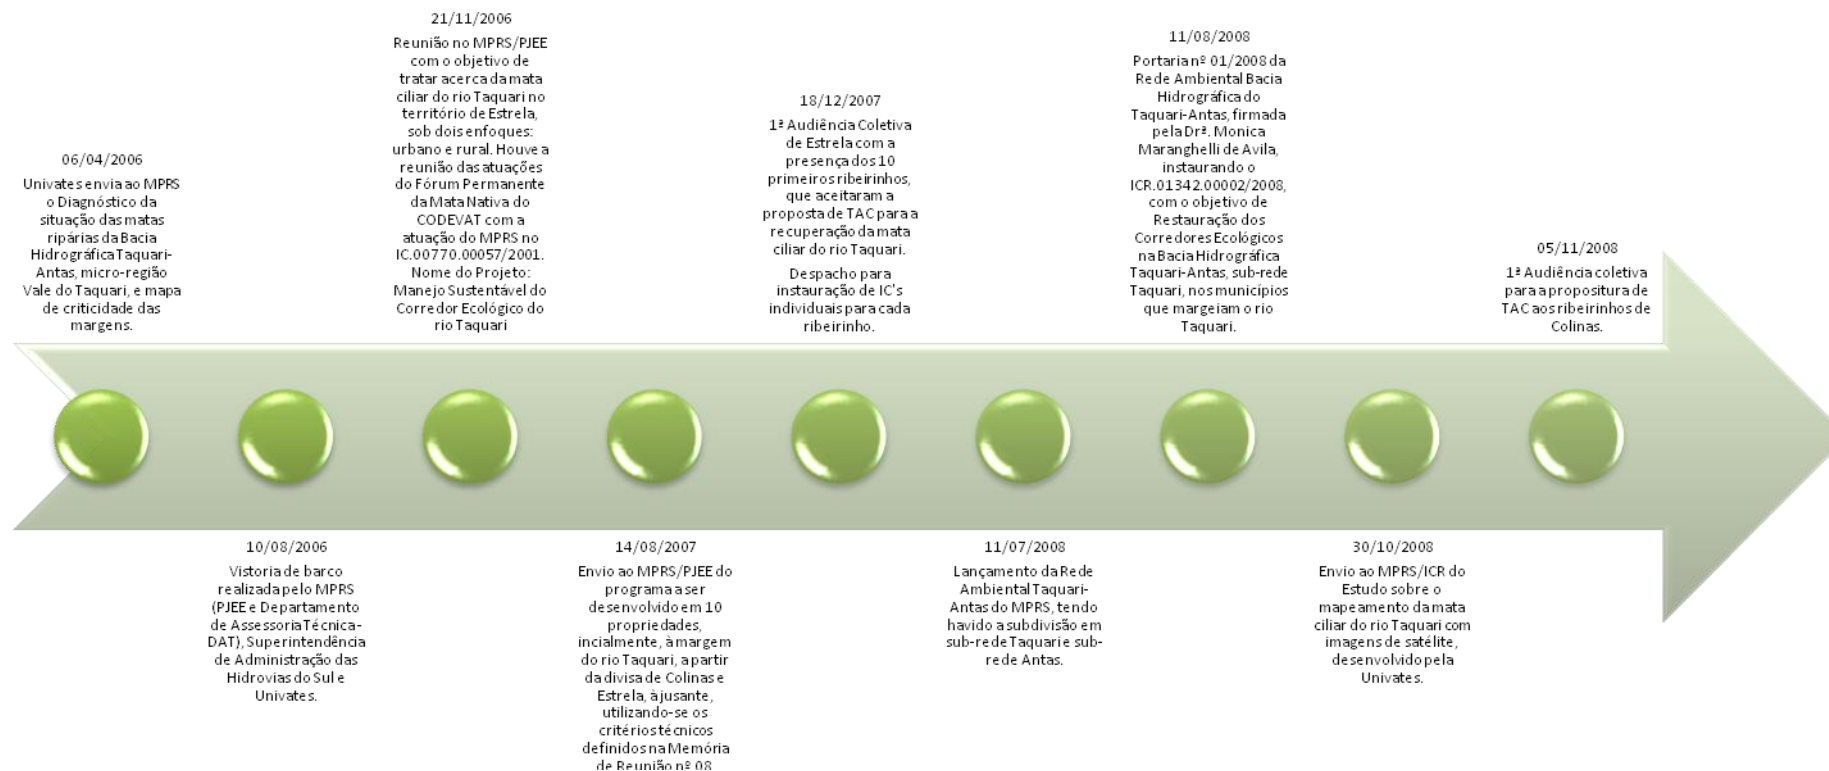 06/04/2006
Univates envia ao MPRS
o Diagnóstico da
situação das matas
ripárias da Bacia
Hidrográfica Taquari-
Antas, micro-região
Vale do Taquari, e mapa
de criticidade das
margens.
10/08/2006
Vistoria de barco
realizada pelo MPRS
(PJEE e Departamento
de Assessoria Técnica-
DAT), Superintendência
de Administração das
Hidrovias do Sul e
Univates.
21/11/2006
Reunião no MPRS/PJEE
com o objetivo de
tratar acerca da mata
ciliar do rio Taquari no
território de Estrela,
sob dois enfoques:
urbano e rural. Houve a
reunião das atuações
do Fórum Permanente
da Mata Nativa do
CODEVAT com a
atuação do MPRS no
IC.00770.00057/2001.
Nome do Projeto:
Manejo Sustentável do
Corredor Ecológico do
rio Taquari
14/08/2007
Envio ao MPRS/PJEE do
programa a ser
desenvolvido em 10
propriedades,
incialmente, à margem
do rio Taquari, a partir
da divisa de Colinas e
Estrela, à jusante,
utilizando-se os
critérios técnicos
definidos na Memória
de Reunião nº 08
18/12/2007
1ª Audiência Coletiva
de Estrela com a
presença dos 10
primeiros ribeirinhos,
que aceitaram a
proposta de TAC para a
recuperação da mata
ciliar do rio Taquari.
Despacho para
instauração de IC's
individuais para cada
ribeirinho.
11/07/2008
Lançamento da Rede
Ambiental Taquari-
Antas do MPRS, tendo
havido a subdivisão em
sub-rede Taquari e sub-
rede Antas.
11/08/2008
Portaria nº 01/2008 da
Rede Ambiental Bacia
Hidrográfica do
Taquari-Antas, firmada
pela Drª. Monica
Maranghelli de Avila,
instaurando o
ICR.01342.00002/2008,
com o objetivo de
Restauração dos
Corredores Ecológicos
na Bacia Hidrográfica
Taquari-Antas, sub-rede
Taquari, nos municípios
que margeiam o rio
Taquari.
30/10/2008
Envio ao MPRS/ICR do
Estudo sobre o
mapeamento da mata
ciliar do rio Taquari com
imagens de satélite,
desenvolvido pela
Univates.
05/11/2008
1ª Audiência coletiva
para a propositura de
TAC aos ribeirinhos de
Colinas.